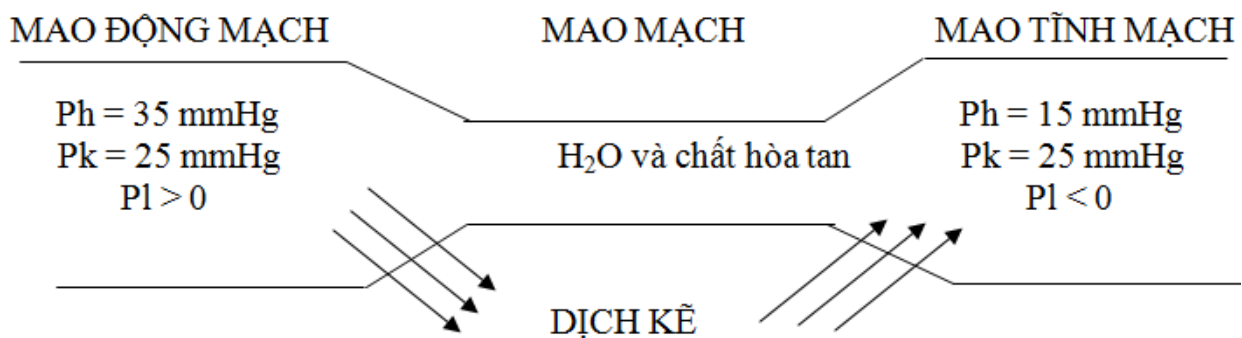 MAO ĐỘNG MẠCH
MAO MẠCH
MAO TĨNH MẠCH
Ph = 35 mmHg
Pk = 25 mmHg
Pl > 0
H₂O và chất hòa tan
Ph = 15 mmHg
Pk = 25 mmHg
Pl < 0
DỊCH KẼ